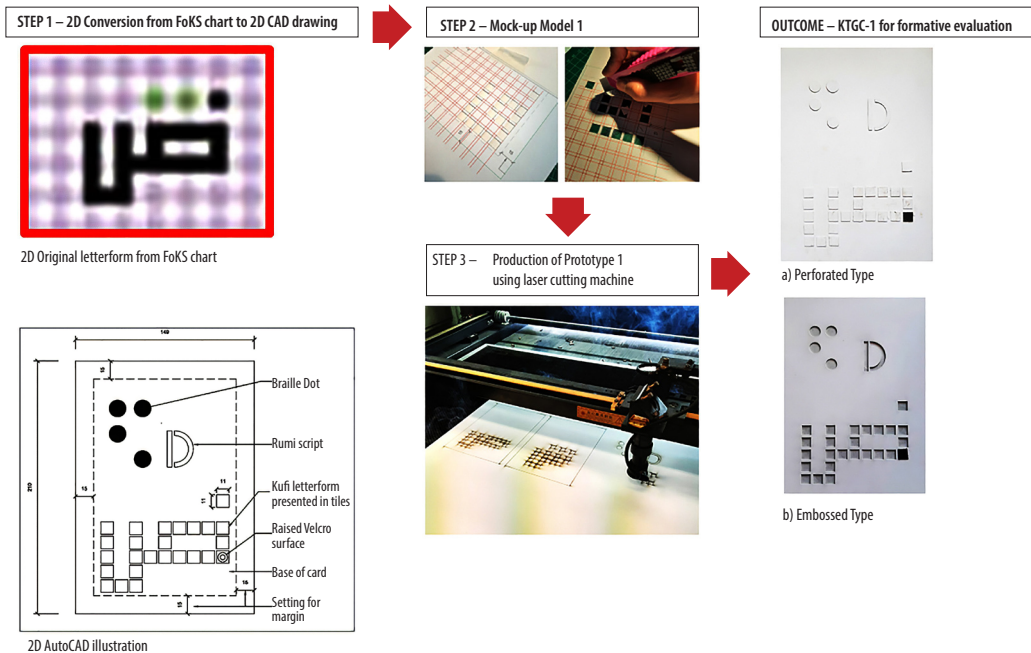 STEP 1 – 2D Conversion from FoKS chart to 2D CAD drawing
2D Original letterform from FoKS chart
149
15
210
15
11
11
16
15
Braille Dot
Rumi script
Kufi letterform
presented in tiles
Raised Velcro
surface
Base of card
Setting for
margin
2D AutoCAD illustration
STEP 2 – Mock-up Model 1
STEP 3 – Production of Prototype 1
using laser cutting machine
OUTCOME – KTGC-1 for formative evaluation
a) Perforated Type
b) Embossed Type